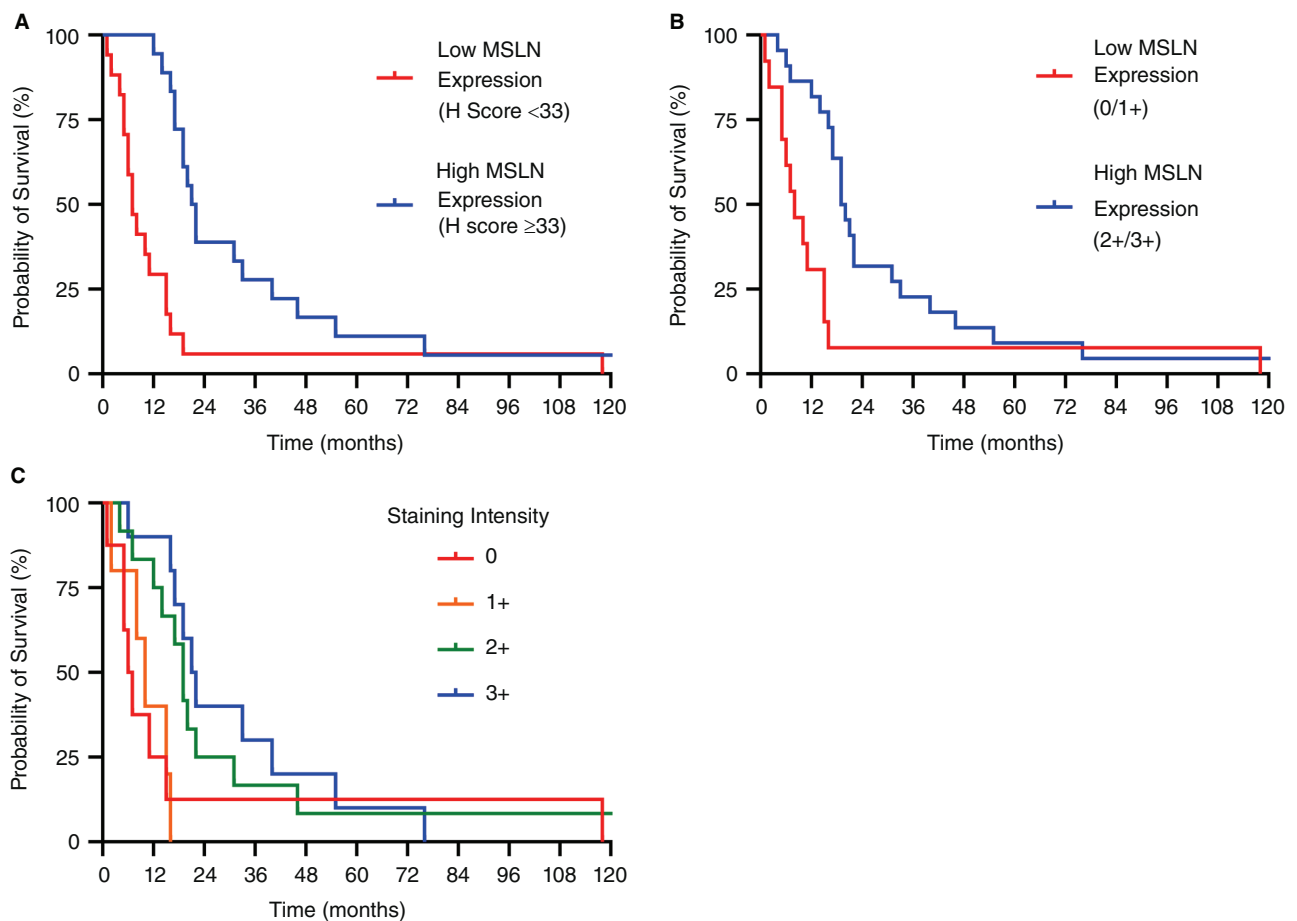 A
Probability of Survival (%)
100
75
50
25
0
0 12 24 36 48 60 72 84 96 108 120
Time (months)
Low MSLN
Expression
(H Score <33)
High MSLN
Expression
(H score ≥33)
B
Probability of Survival (%)
100
75
50
25
0
0 12 24 36 48 60 72 84 96 108 120
Time (months)
Low MSLN
Expression
(0/1+)
High MSLN
Expression
(2+/3+)
C
Probability of Survival (%)
100
75
50
25
0
0 12 24 36 48 60 72 84 96 108 120
Time (months)
Staining Intensity
0
1+
2+
3+